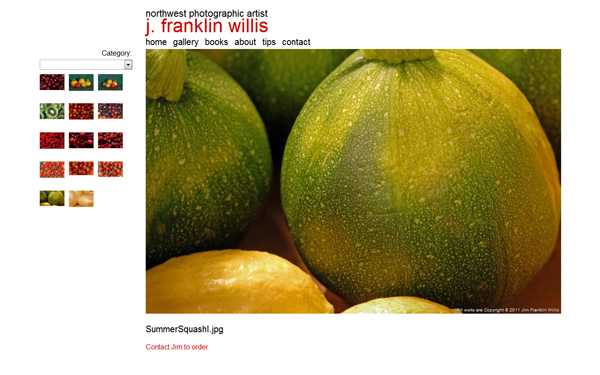 northwest photographic artist
j. franklin willis
home gallery books about tips contact
Category:
All works are Copyright © 2011 Jim Franklin Willis
SummerSquashI.jpg
Contact Jim to order